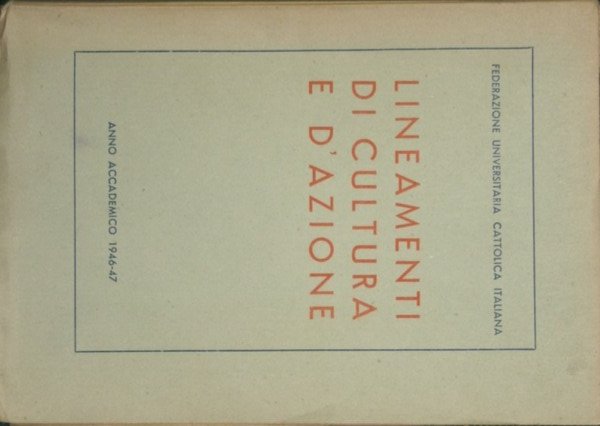 FEDERAZIONE UNIVERSITARIA CATTOLICA ITALIANA
LINEAMENTI
DI CULTURA
E D'AZIONE
ANNO ACCADEMICO 1946-47